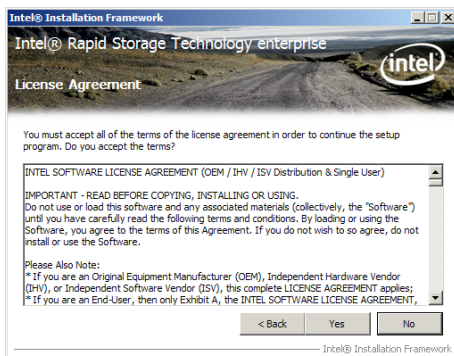 Intel® Installation Framework
Intel® Rapid Storage Technology enterprise
(intel)
License Agreement
You must accept all of the terms of the license agreement in order to continue the setup
program. Do you accept the terms?
INTEL SOFTWARE LICENSE AGREEMENT (OEM / IHV / ISV Distribution & Single User)
IMPORTANT - READ BEFORE COPYING, INSTALLING OR USING.
Do not use or load this software and any associated materials (collectively, the "Software")
until you have carefully read the following terms and conditions. By loading or using the
Software, you agree to the terms of this Agreement. If you do not wish to so agree, do not
install or use the Software.
Please Also Note:
* If you are an Original Equipment Manufacturer (OEM), Independent Hardware Vendor
(IHV), or Independent Software Vendor (ISV), this complete LICENSE AGREEMENT applies;
* If you are an End-User, then only Exhibit A, the INTEL SOFTWARE LICENSE AGREEMENT,
< Back Yes No
Intel® Installation Framework